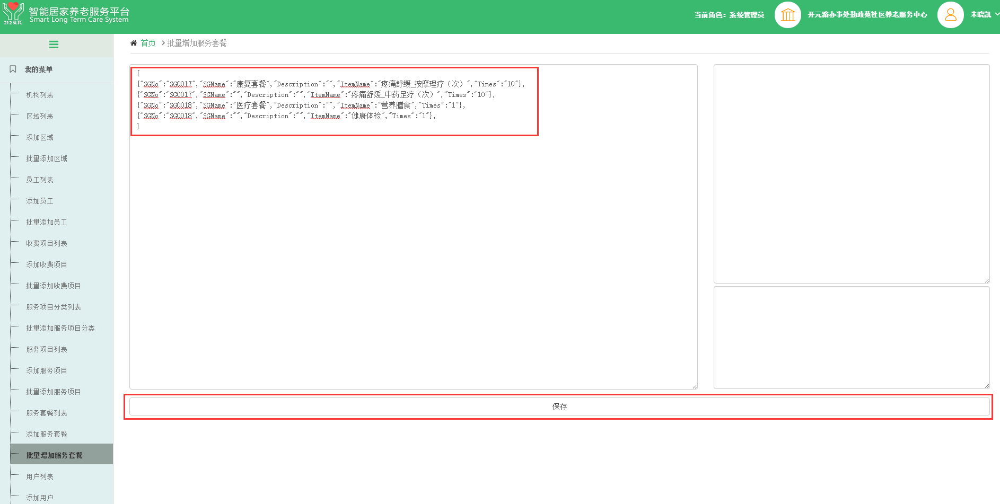 智能居家养老服务平台
Smart Long Term Care System
212SLTC
当前角色：系统管理员
开元路办事处勤政苑社区养老服务中心
朱晓凯
首页
批量增加服务套餐
我的菜单
机构列表
区域列表
添加区域
批量添加区域
员工列表
添加员工
批量添加员工
收费项目列表
添加收费项目
批量添加收费项目
服务项目分类列表
批量添加服务项目分类
服务项目列表
添加服务项目
批量添加服务项目
服务套餐列表
添加服务套餐
批量增加服务套餐
用户列表
添加用户
[
{"SGNo":"SG0017","SGName":"康复套餐","Description":"","ItemName":"疼痛舒缓_按摩理疗（次）","Times":"10"},
{"SGNo":"SG0017","SGName":"","Description":"","ItemName":"疼痛舒缓_中药足疗（次）","Times":"10"},
{"SGNo":"SG0018","SGName":"医疗套餐","Description":"","ItemName":"营养膳食","Times":"1"},
{"SGNo":"SG0018","SGName":"","Description":"","ItemName":"健康体检","Times":"1"},
]
保存